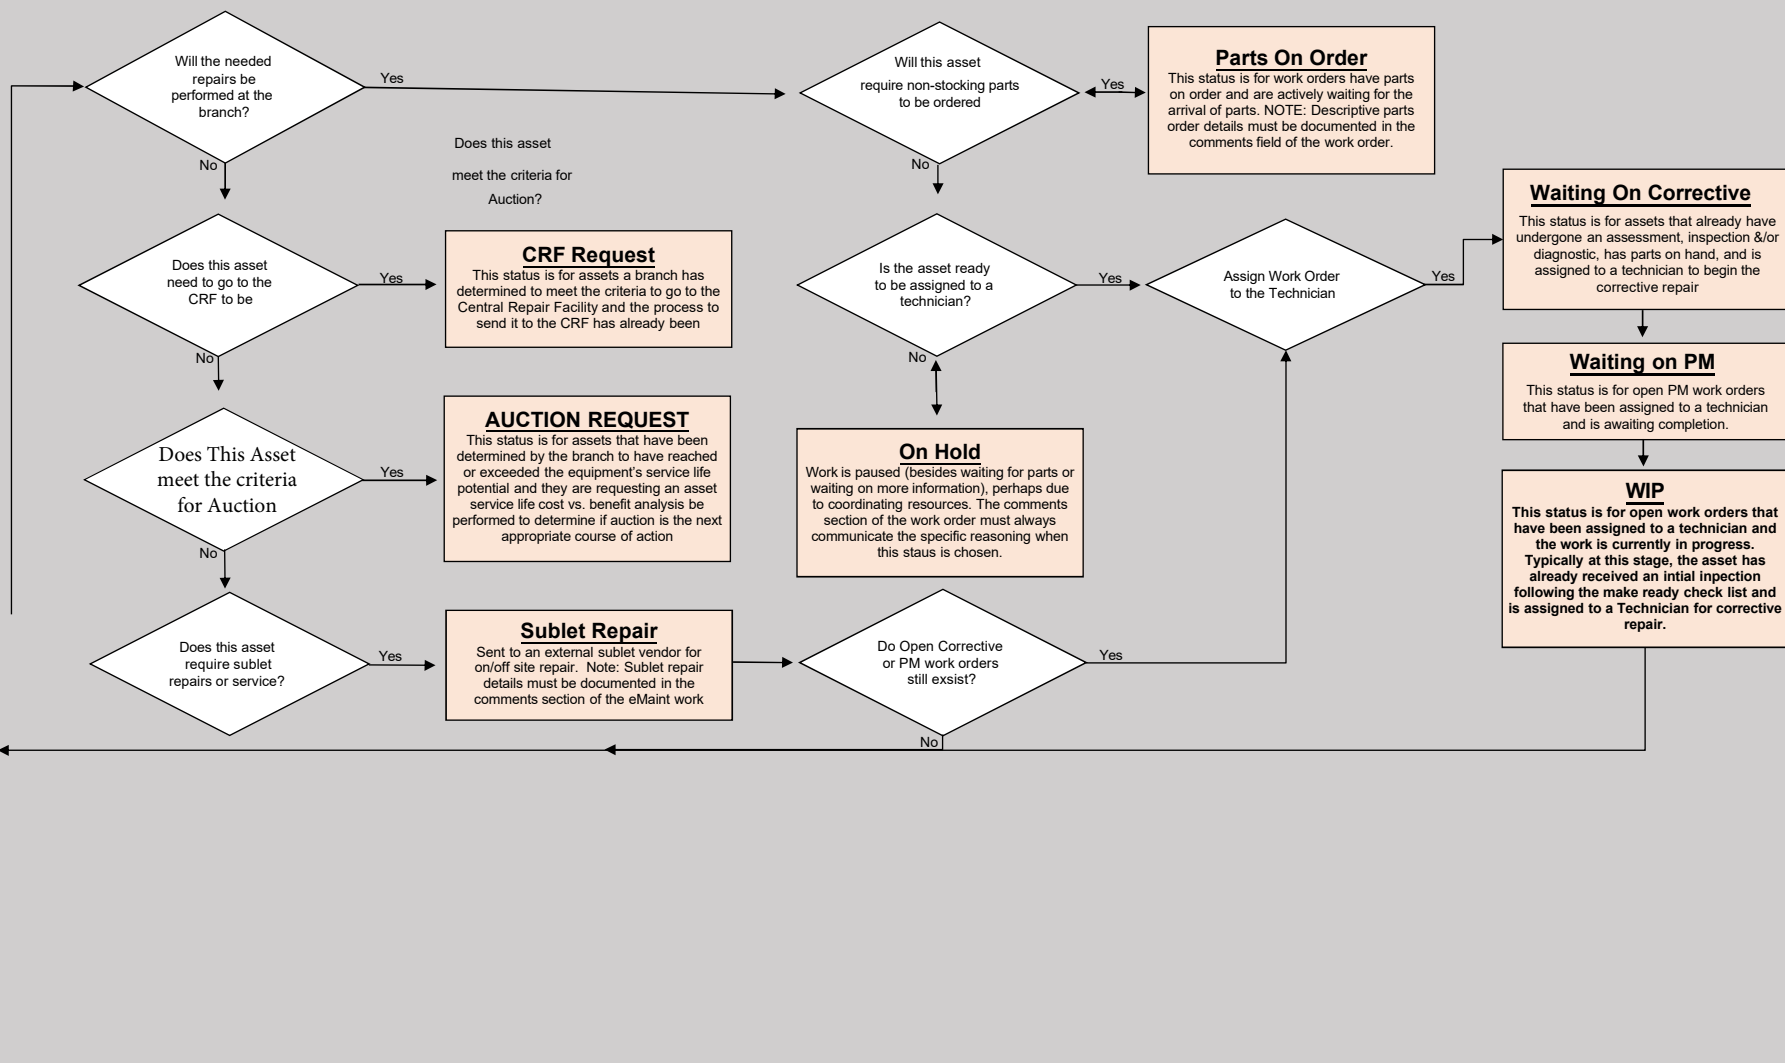 Will the needed
repairs be
performed at the
branch?
Yes
No
Will this asset
require non-stocking parts
to be ordered
Yes
No
Parts On Order
This status is for work orders have parts
on order and are actively waiting for the
arrival of parts. NOTE: Descriptive parts
order details must be documented in the
comments field of the work order.
Does this asset
meet the criteria for
Auction?
Does this asset
need to go to the
CRF to be
Yes
No
CRF Request
This status is for assets a branch has
determined to meet the criteria to go to the
Central Repair Facility and the process to
send it to the CRF has already been
Is the asset ready
to be assigned to a
technician?
Yes
No
Assign Work Order
to the Technician
Yes
Waiting On Corrective
This status is for assets that already have
undergone an assessment, inspection &/or
diagnostic, has parts on hand, and is
assigned to a technician to begin the
corrective repair
Waiting on PM
This status is for open PM work orders
that have been assigned to a technician
and is awaiting completion.
Does This Asset
meet the criteria
for Auction
Yes
No
AUCTION REQUEST
This status is for assets that have been
determined by the branch to have reached
or exceeded the equipment's service life
potential and they are requesting an asset
service life cost vs. benefit analysis be
performed to determine if auction is the next
appropriate course of action
On Hold
Work is paused (besides waiting for parts or
waiting on more information), perhaps due
to coordinating resources. The comments
section of the work order must always
communicate the specific reasoning when
this staus is chosen.
WIP
This status is for open work orders that
have been assigned to a technician and
the work is currently in progress.
Typically at this stage, the asset has
already received an intial inpection
following the make ready check list and
is assigned to a Technician for corrective
repair.
Does this asset
require sublet
repairs or service?
Yes
Sublet Repair
Sent to an external sublet vendor for
on/off site repair. Note: Sublet repair
details must be documented in the
comments section of the eMaint work
Do Open Corrective
or PM work orders
still exsist?
Yes
No